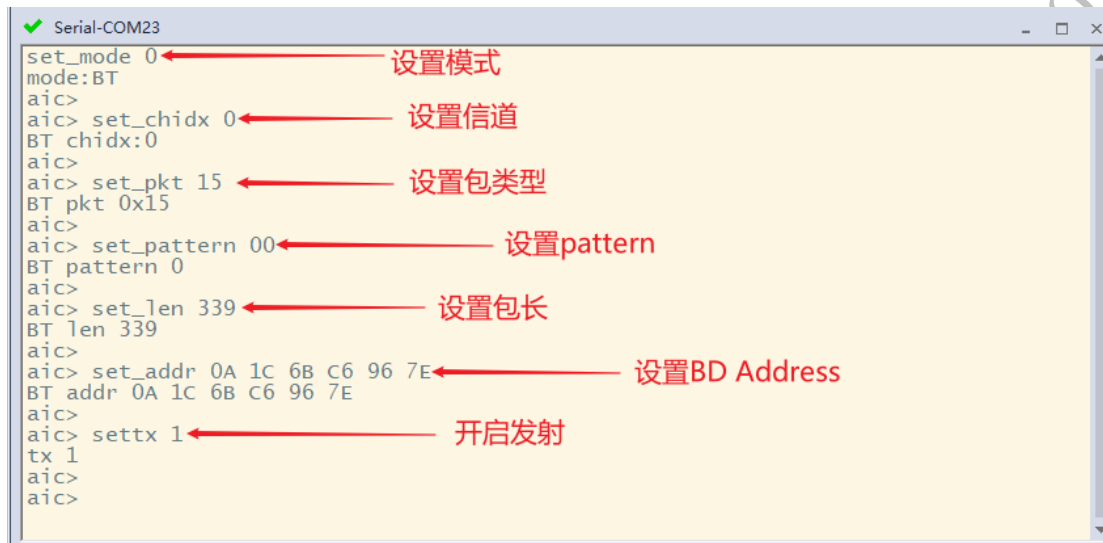 Serial-COM23
set_mode 0 设置模式
mode:BT
aic>
aic> set_chidx 0 设置信道
BT chidx:0
aic>
aic> set_pkt 15 设置包类型
BT pkt 0x15
aic>
aic> set_pattern 00 设置pattern
BT pattern 0
aic>
aic> set_len 339 设置包长
BT len 339
aic>
aic> set_addr 0A 1C 6B C6 96 7E 设置BD Address
BT addr 0A 1C 6B C6 96 7E
aic>
aic> settx 1 开启发射
tx 1
aic>
aic>